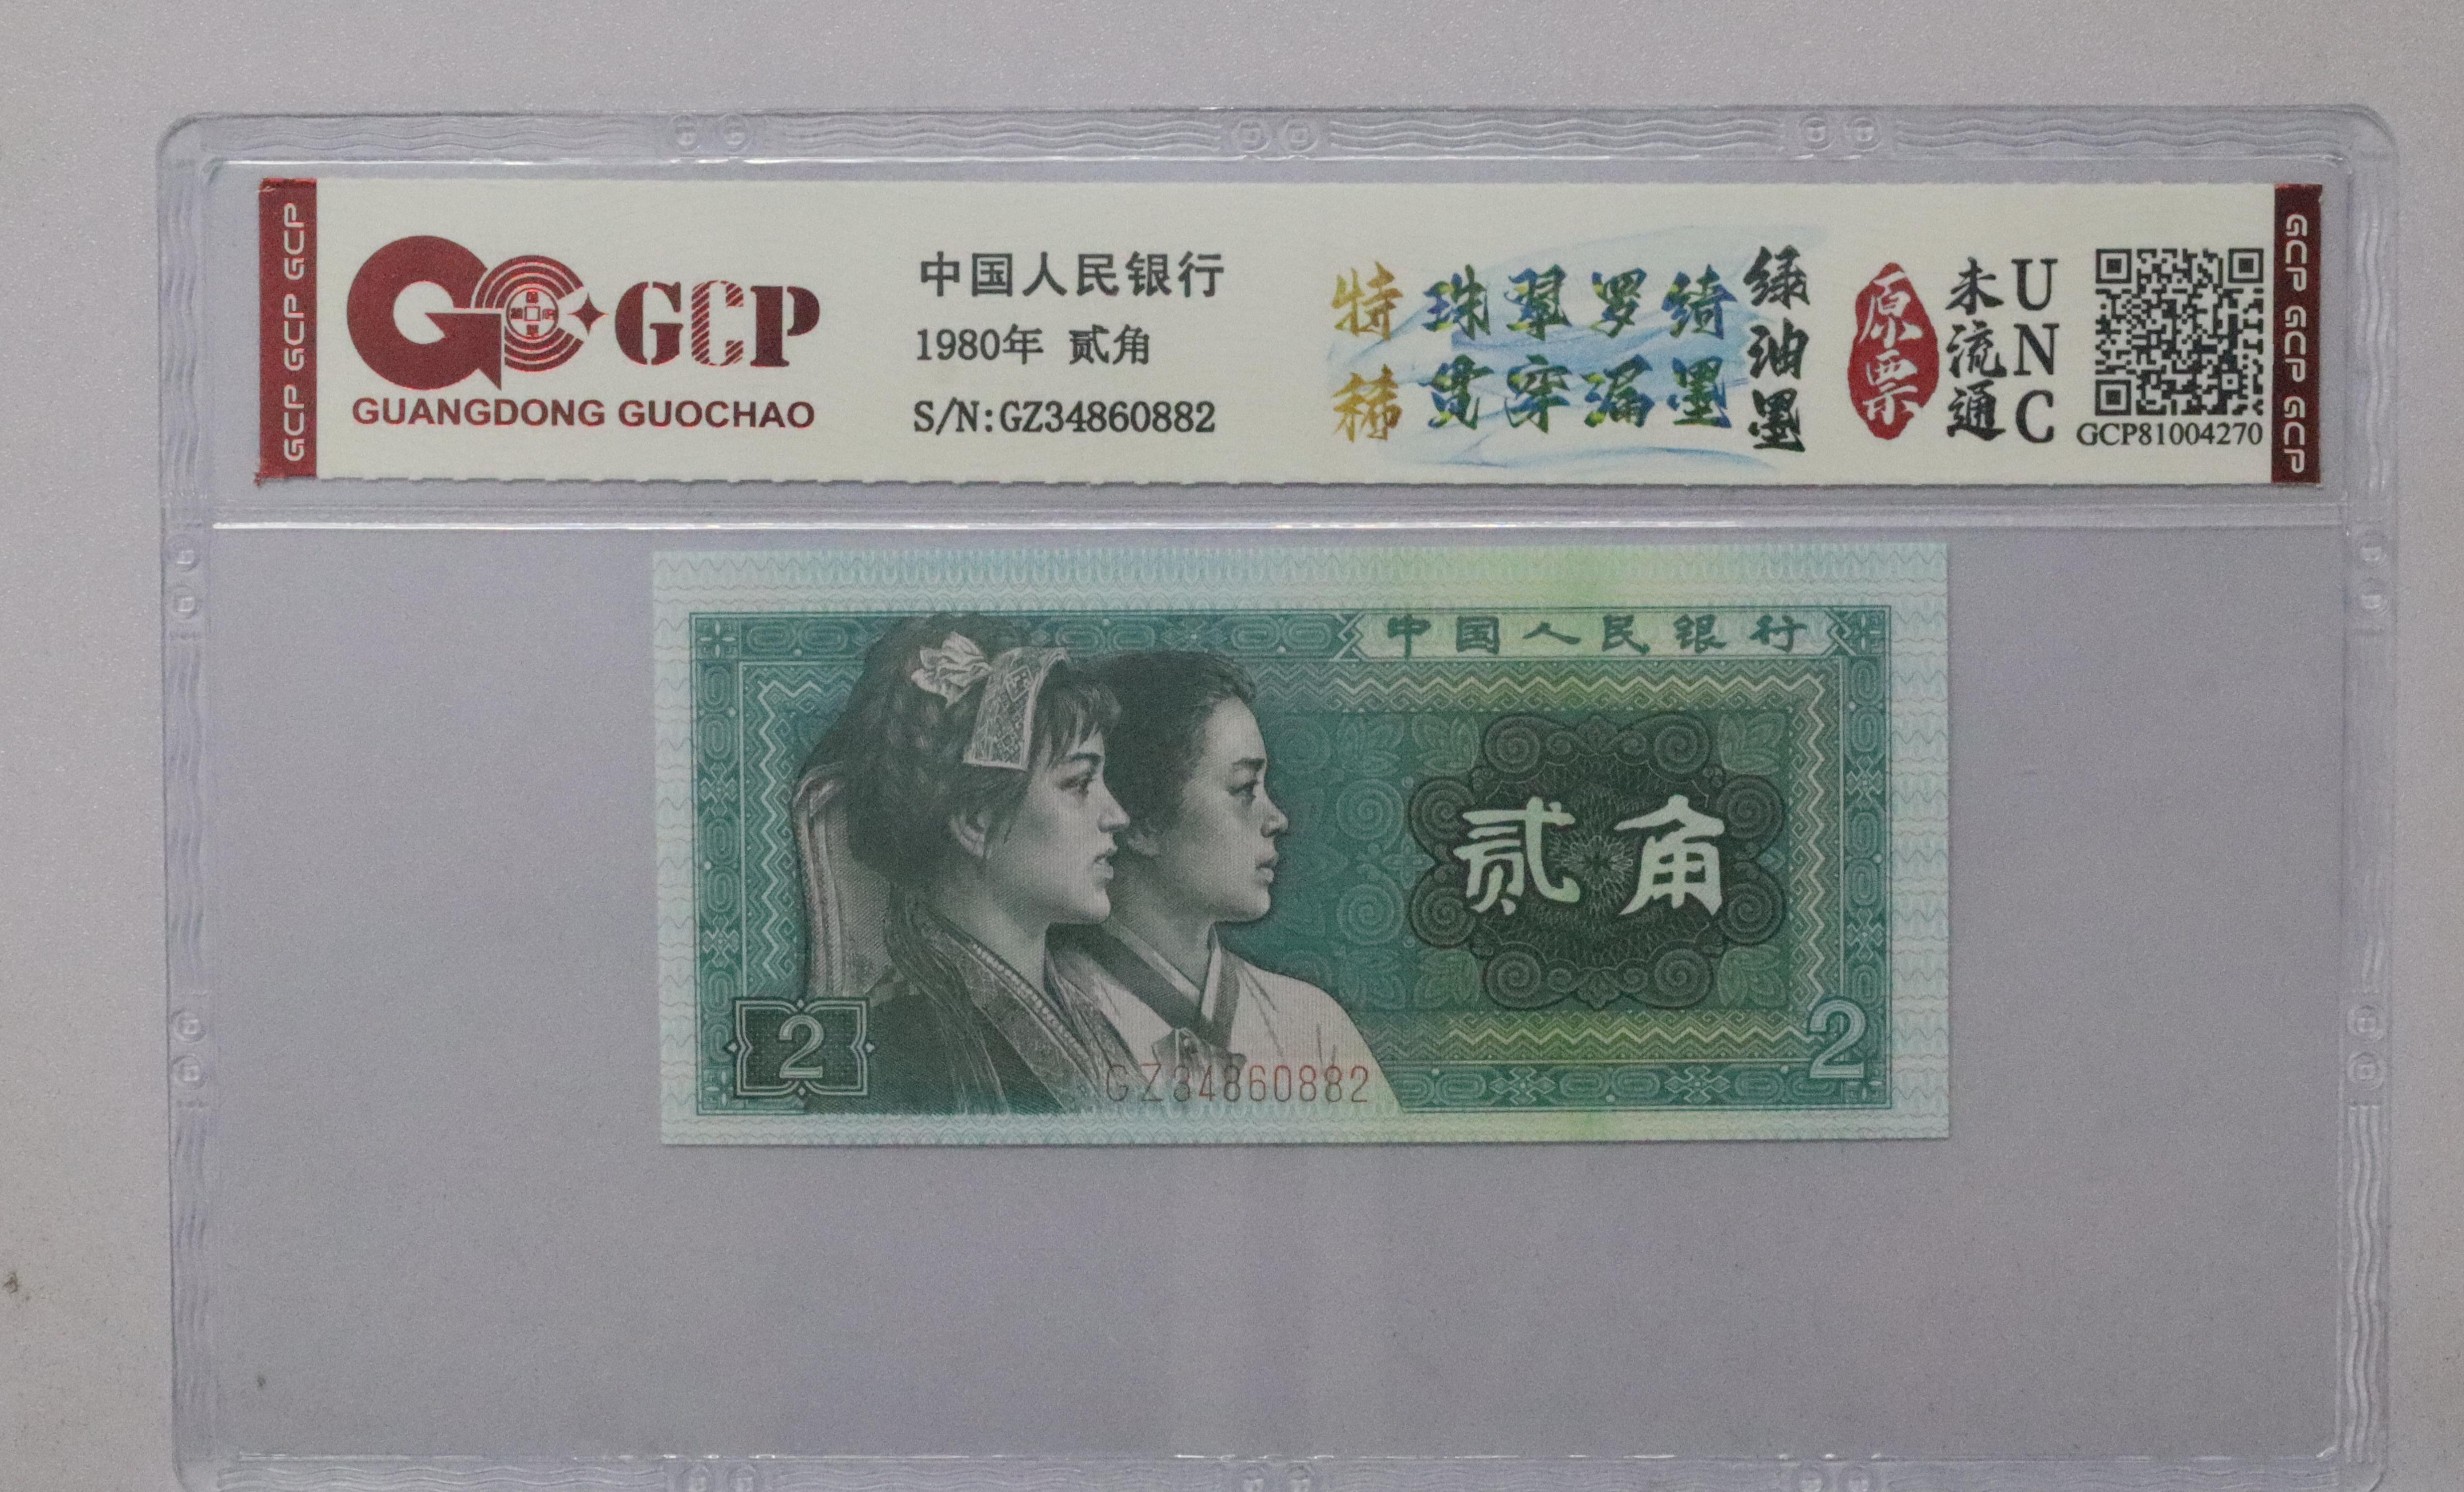 GCP GCP GCP
GCP
GUANGDONG GUOCHAO
中国人民银行
1980年 贰角
S/N:GZ34860882
特稀
珠翠罗绮
贯穿漏墨
绿油墨
原票
未流通
UNC
GCP81004270
GCP GCP GCP
中国人民银行
贰角
2
GZ34860882
2